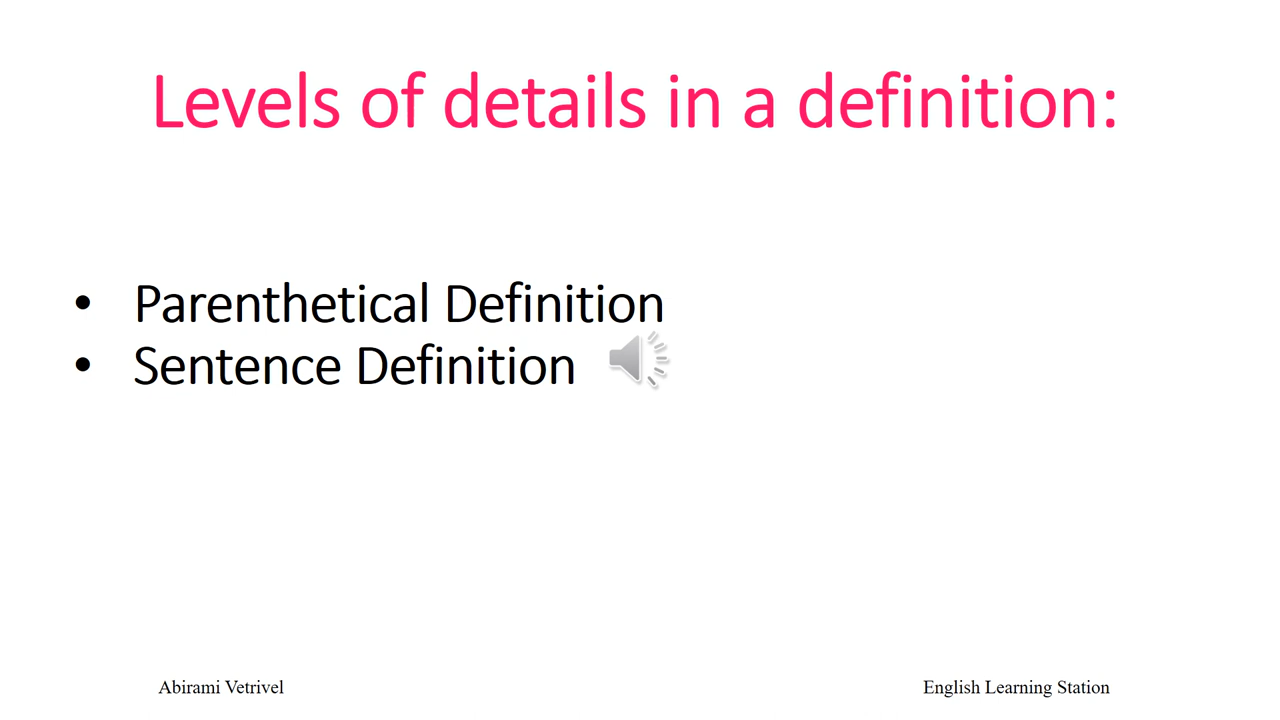 Levels of details in a definition:
• Parenthetical Definition
• Sentence Definition
Abirami Vetrivel
English Learning Station